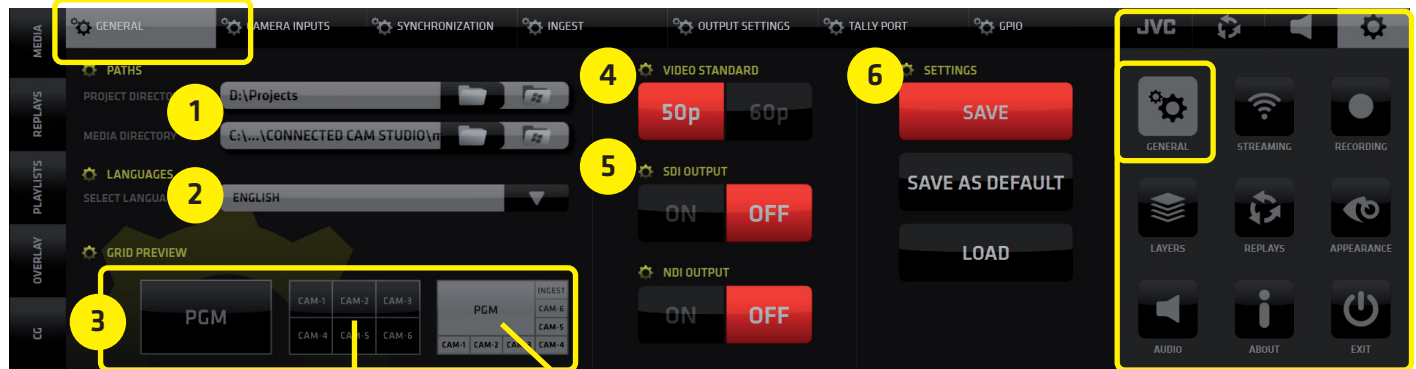 GENERAL
CAMERA INPUTS
SYNCHRONIZATION
INGEST
OUTPUT SETTINGS
TALLY PORT
GPIO
JVC
MEDIA
REPLAYS
PLAYLISTS
OVERLAY
CG
PATHS
PROJECT DIRECTO
1
D:\Projects
MEDIA DIRECTORY
C:\...\CONNECTED CAM STUDIO\m
LANGUAGES
SELECT LANGUA
2
ENGLISH
GRID PREVIEW
3
PGM
CAM-1 CAM-2 CAM-3
CAM-4 CAM-5 CAM-6
PGM
INGEST
CAM-6
CAM-5
CAM-1 CAM-2 CAM-3 CAM-4
4
VIDEO STANDARD
50p 60p
5
SDI OUTPUT
ON OFF
NDI OUTPUT
ON OFF
6
SETTINGS
SAVE
SAVE AS DEFAULT
LOAD
GENERAL STREAMING RECORDING
LAYERS REPLAYS APPEARANCE
AUDIO ABOUT EXIT